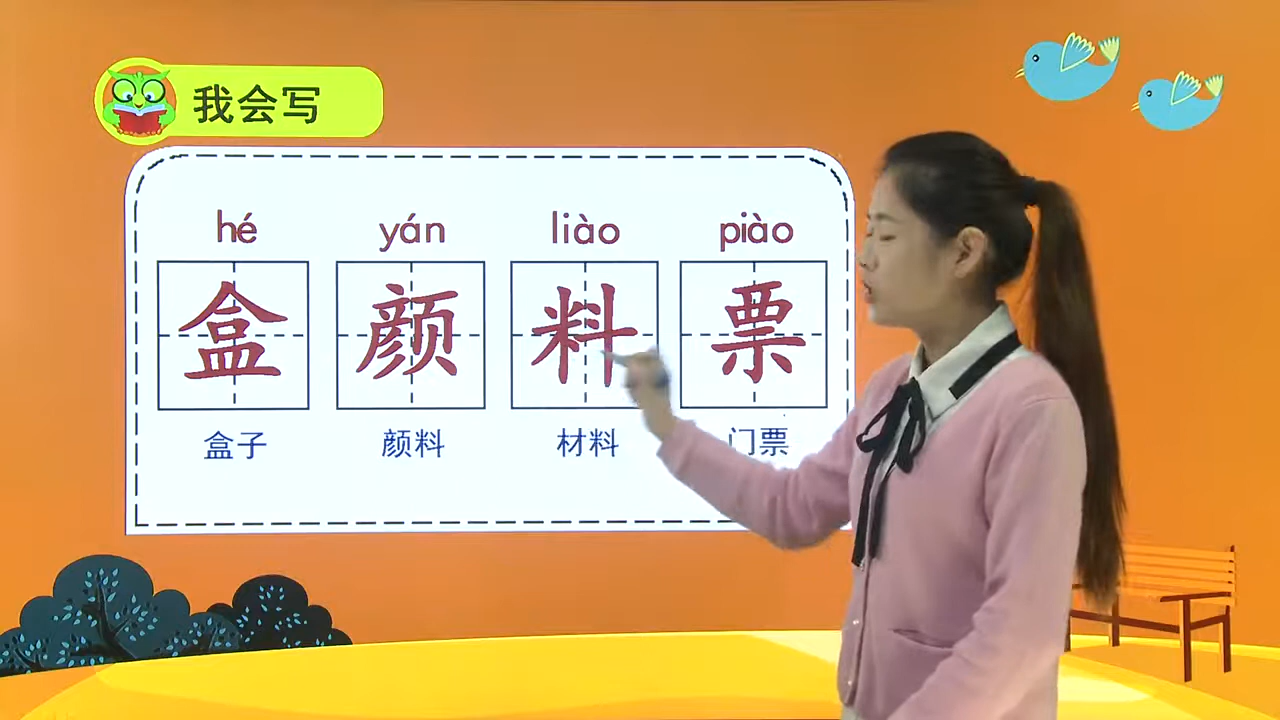 我会写
hé yán liào piào
盒 颜 料 票
盒子 颜料 材料 门票